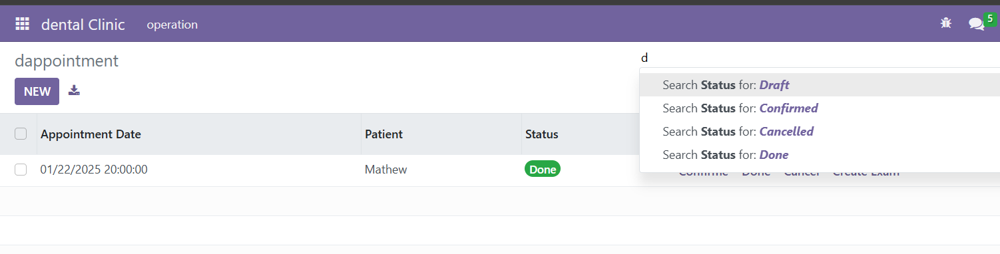 dental Clinic operation 5
dappointment
d
NEW
Search Status for: Draft
Search Status for: Confirmed
Search Status for: Cancelled
Search Status for: Done
Appointment Date Patient Status
01/22/2025 20:00:00 Mathew Done Confirme Done Cancel Create Exam